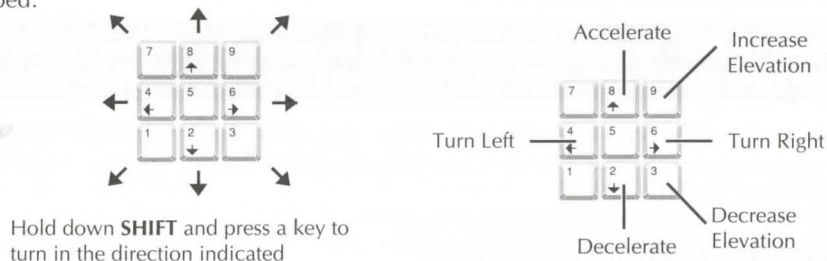 ped.
7 8 9
4 5 6
1 2 3
Hold down SHIFT and press a key to
turn in the direction indicated
Accelerate
Increase
Elevation
7 8 9
Turn Left
4 5 6
Turn Right
1 2 3
Decelerate
Decrease
Elevation